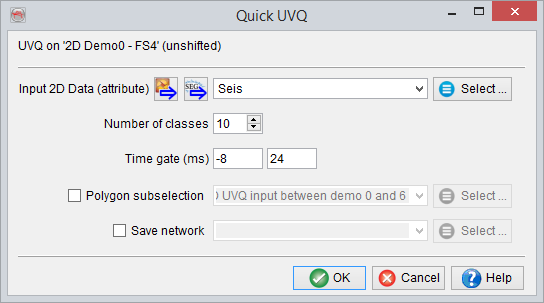 Quick UVQ
UVQ on '2D Demo0 - FS4' (unshifted)
Input 2D Data (attribute) SEG Seis Select ...
Number of classes 10
Time gate (ms) -8 24
Polygon subselection UVQ input between demo 0 and 6 Select ...
Save network Select ...
OK Cancel Help